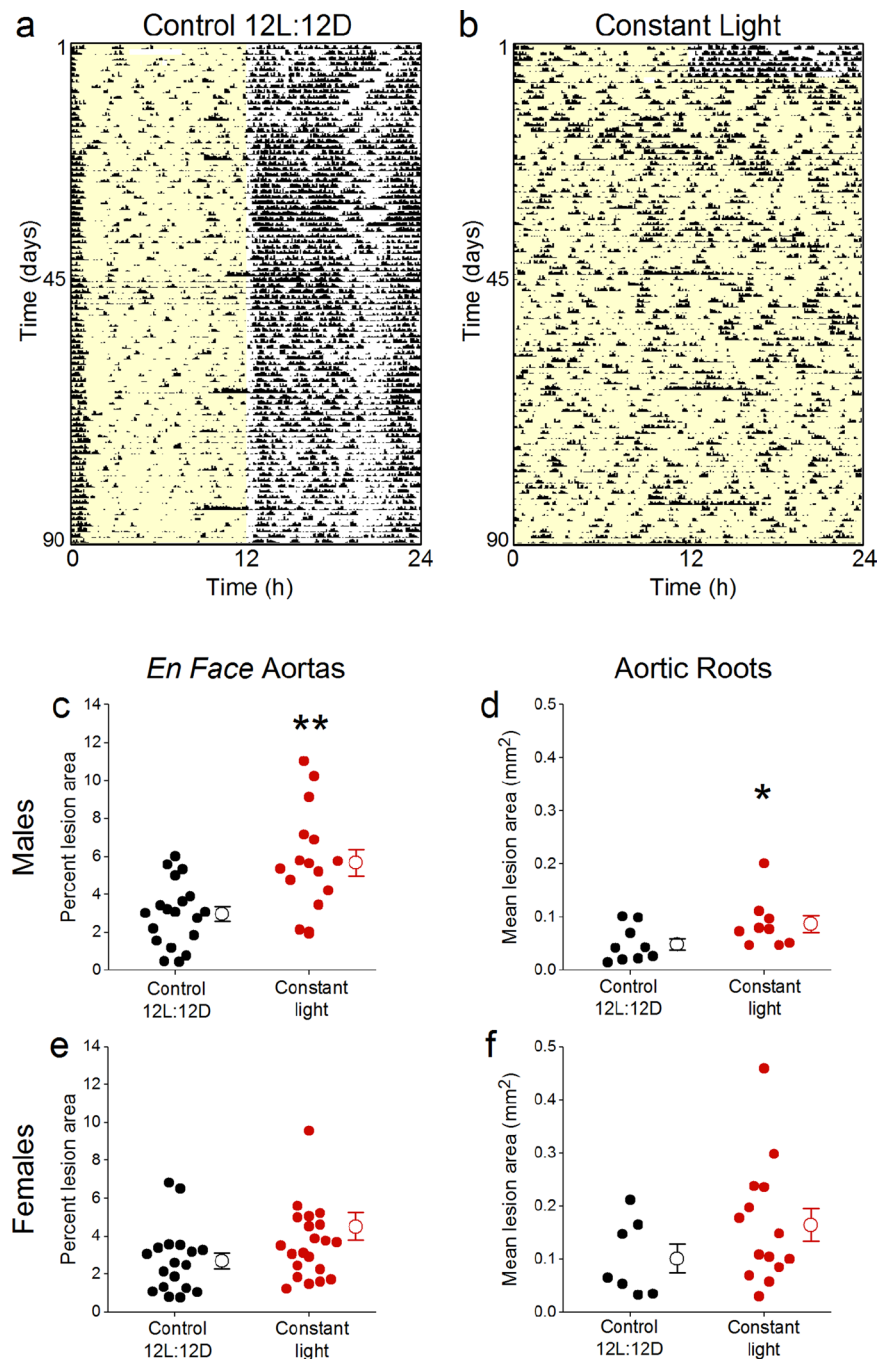 a Control 12L:12D
b Constant Light
1
45
90
Time (days)
0 12 24
Time (h)
1
45
90
Time (days)
0 12 24
Time (h)
En Face Aortas
Aortic Roots
Males
c
14
12
10
8
6
4
2
0
Percent lesion area
**
Control
12L:12D
Constant
light
d
0.5
0.4
0.3
0.2
0.1
0.0
Mean lesion area (mm²)
*
Control
12L:12D
Constant
light
Females
e
14
12
10
8
6
4
2
0
Percent lesion area
Control
12L:12D
Constant
light
f
0.5
0.4
0.3
0.2
0.1
0.0
Mean lesion area (mm²)
Control
12L:12D
Constant
light